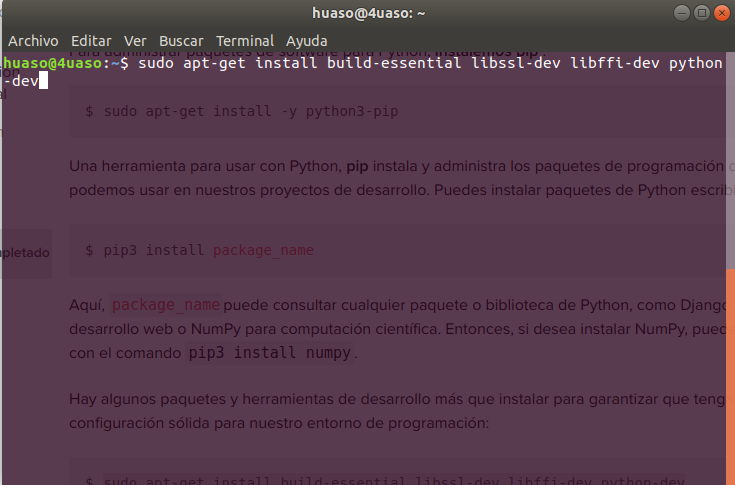 huaso@4uaso: ~
Archivo Editar Ver Buscar Terminal Ayuda
Para administrar paquetes de software para Python, instalemos pip:
huaso@4uaso:~$ sudo apt-get install build-essential libssl-dev libffi-dev python
-dev
$ sudo apt-get install -y python3-pip
Una herramienta para usar con Python, pip instala y administra los paquetes de programación
podemos usar en nuestros proyectos de desarrollo. Puedes instalar paquetes de Python escrib
pletado
$ pip3 install package_name
Aquí, package_name puede consultar cualquier paquete o biblioteca de Python, como Django
desarrollo web o NumPy para computación científica. Entonces, si desea instalar NumPy, pued
con el comando pip3 install numpy.
Hay algunos paquetes y herramientas de desarrollo más que instalar para garantizar que teng
configuración sólida para nuestro entorno de programación:
$ sudo apt-get install build-essential libssl-dev libffi-dev python-dev